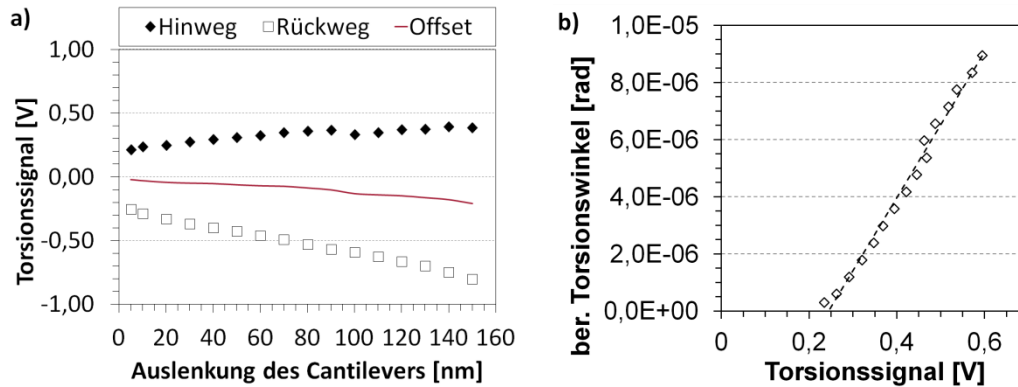 a)
Hinweg Rückweg Offset
1,00
0,50
0,00
-0,50
-1,00
Torsionssignal [V]
0 20 40 60 80 100 120 140 160
Auslenkung des Cantilevers [nm]
b)
1,0E-05
8,0E-06
6,0E-06
4,0E-06
2,0E-06
0,0E+00
ber. Torsionswinkel [rad]
0 0,2 0,4 0,6
Torsionssignal [V]